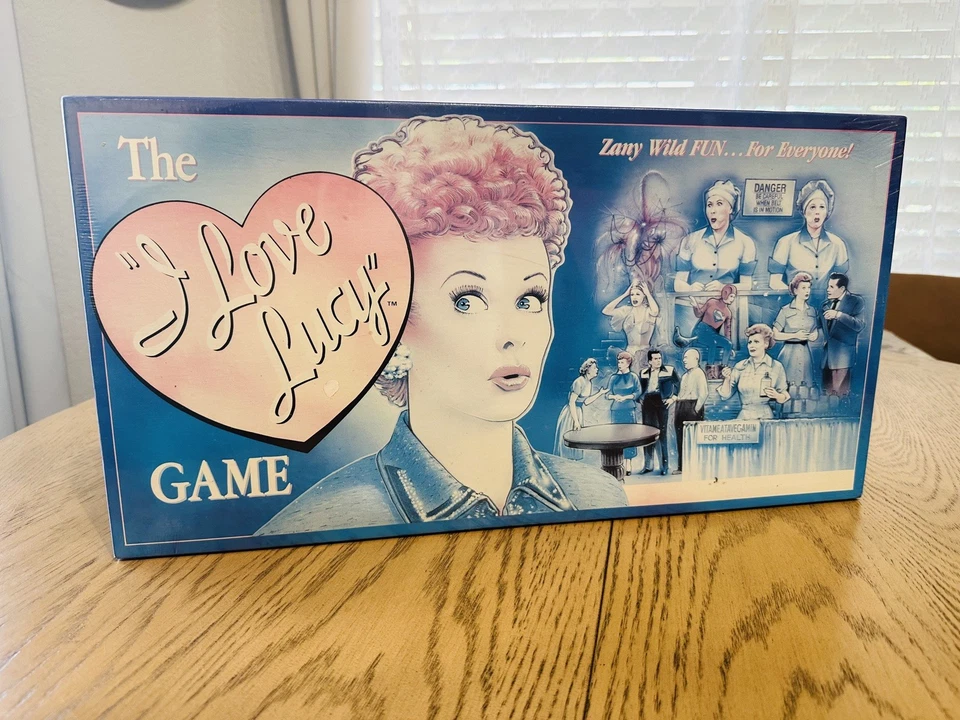 The
"I Love
Lucy"™
GAME
Zany Wild FUN...For Everyone!
DANGER
BE CAREFUL
WHEN BELT
IS IN MOTION
VITAMEATAVEGAMIN
FOR HEALTH